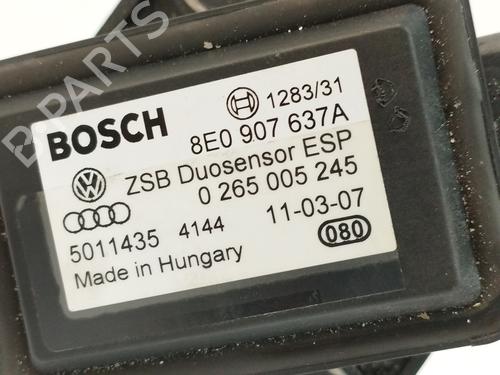 1283/31
BOSCH
8E0 907 637A
ZSB Duosensor ESP
0 265 005 245
5011435 4144 11-03-07
Made in Hungary
080